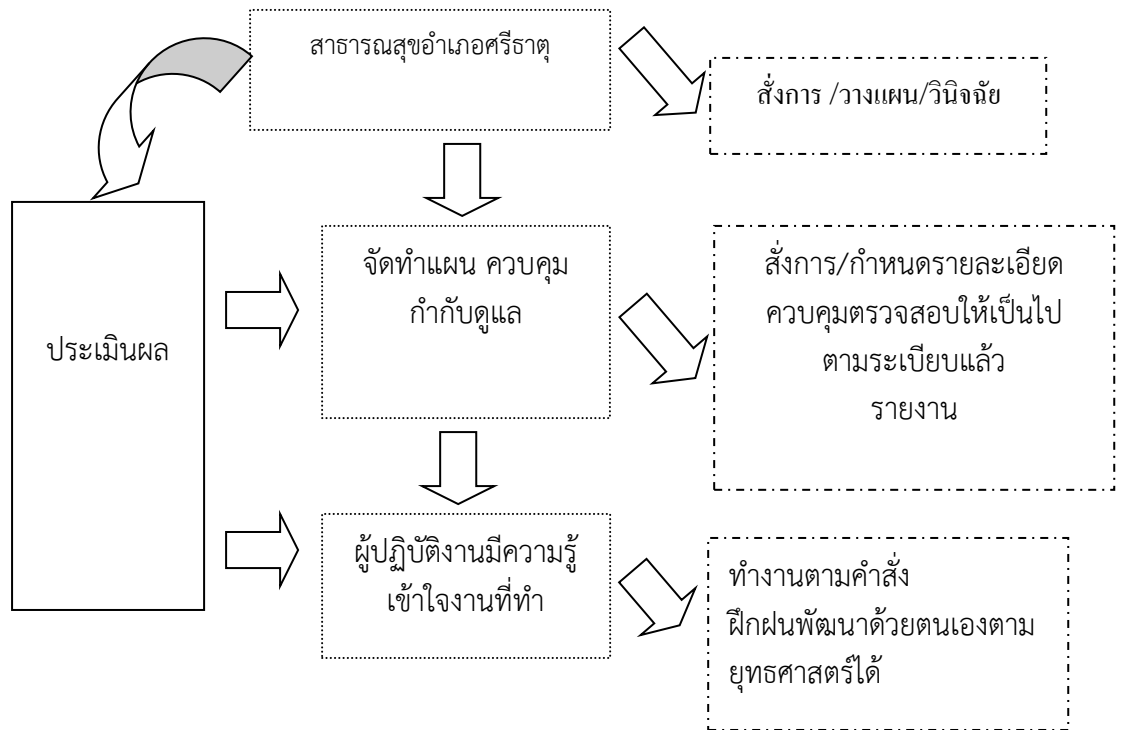 สาธารณสุขอำเภอศรีธาตุ
สั่งการ /วางแผน/วินิจฉัย
ประเมินผล
จัดทำแผน ควบคุม
กำกับดูแล
สั่งการ/กำหนดรายละเอียด
ควบคุมตรวจสอบให้เป็นไป
ตามระเบียบแล้ว
รายงาน
ผู้ปฏิบัติงานมีความรู้
เข้าใจงานที่ทำ
ทำงานตามคำสั่ง
ฝึกฝนพัฒนาด้วยตนเองตาม
ยุทธศาสตร์ได้